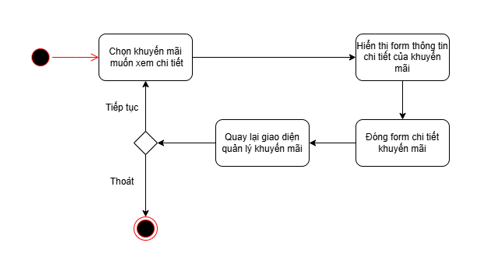 Chọn khuyến mãi
muốn xem chi tiết
Hiển thị form thông tin
chi tiết của khuyến
mãi
Tiếp tục
Quay lại giao diện
quản lý khuyến mãi
Đóng form chi tiết
khuyến mãi
Thoát